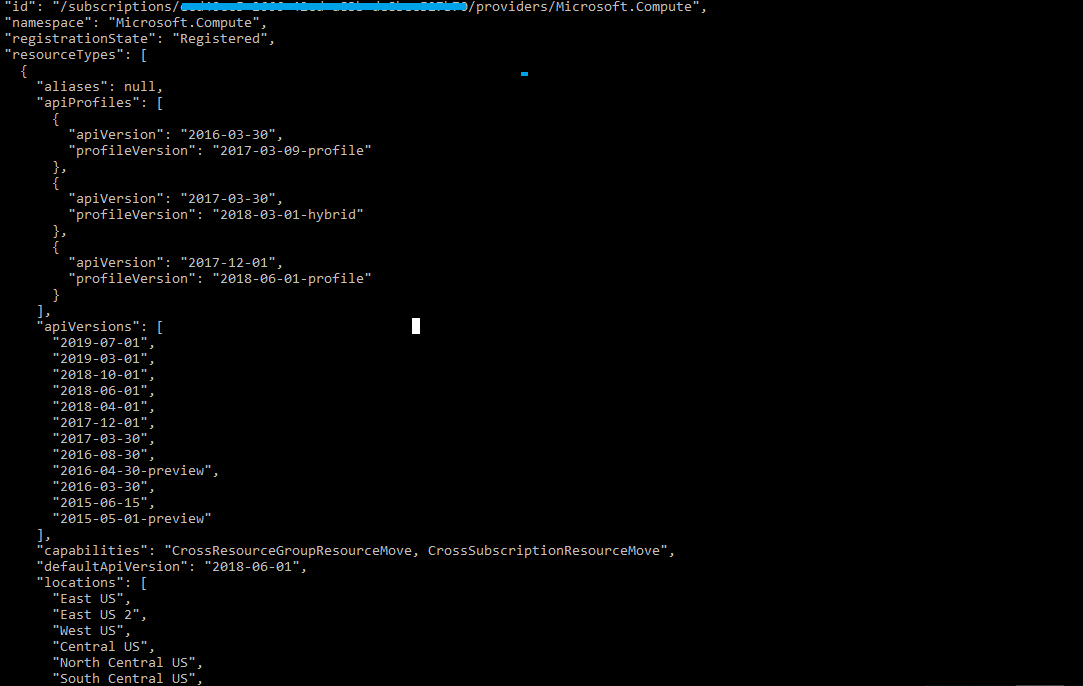 "id": "/subscriptions/ /providers/Microsoft.Compute",
"namespace": "Microsoft.Compute",
"registrationState": "Registered",
"resourceTypes": [
{
"aliases": null,
"apiProfiles": [
{
"apiVersion": "2016-03-30",
"profileVersion": "2017-03-09-profile"
},
{
"apiVersion": "2017-03-30",
"profileVersion": "2018-03-01-hybrid"
},
{
"apiVersion": "2017-12-01",
"profileVersion": "2018-06-01-profile"
}
],
"apiVersions": [
"2019-07-01",
"2019-03-01",
"2018-10-01",
"2018-06-01",
"2018-04-01",
"2017-12-01",
"2017-03-30",
"2016-08-30",
"2016-04-30-preview",
"2016-03-30",
"2015-06-15",
"2015-05-01-preview"
],
"capabilities": "CrossResourceGroupResourceMove, CrossSubscriptionResourceMove",
"defaultApiVersion": "2018-06-01",
"locations": [
"East US",
"East US 2",
"West US",
"Central US",
"North Central US",
"South Central US",